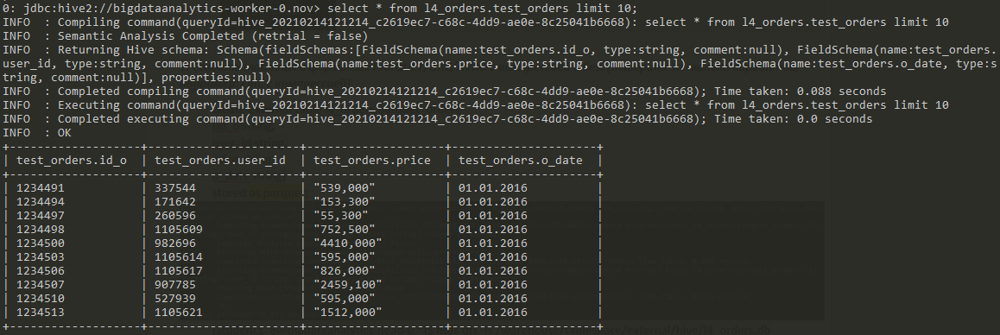 0: jdbc:hive2://bigdataanalytics-worker-0.nov> select * from l4_orders.test_orders limit 10;
INFO  : Compiling command(queryId=hive_20210214121214_c2619ec7-c68c-4dd9-ae0e-8c25041b6668): select * from l4_orders.test_orders limit 10
INFO  : Semantic Analysis Completed (retrial = false)
INFO  : Returning Hive schema: Schema(fieldSchemas:[FieldSchema(name:test_orders.id_o, type:string, comment:null), FieldSchema(name:test_orders.
user_id, type:string, comment:null), FieldSchema(name:test_orders.price, type:string, comment:null), FieldSchema(name:test_orders.o_date, type:s
tring, comment:null)], properties:null)
INFO  : Completed compiling command(queryId=hive_20210214121214_c2619ec7-c68c-4dd9-ae0e-8c25041b6668); Time taken: 0.088 seconds
INFO  : Executing command(queryId=hive_20210214121214_c2619ec7-c68c-4dd9-ae0e-8c25041b6668): select * from l4_orders.test_orders limit 10
INFO  : Completed executing command(queryId=hive_20210214121214_c2619ec7-c68c-4dd9-ae0e-8c25041b6668); Time taken: 0.0 seconds
INFO  : OK
+-------------------+----------------------+--------------------+---------------------+
| test_orders.id_o  | test_orders.user_id  | test_orders.price  | test_orders.o_date  |
+-------------------+----------------------+--------------------+---------------------+
| 1234491           | 337544               | "539,000"          | 01.01.2016          |
| 1234494           | 171642               | "153,300"          | 01.01.2016          |
| 1234497           | 260596               | "55,300"           | 01.01.2016          |
| 1234498           | 1105609              | "752,500"          | 01.01.2016          |
| 1234500           | 982696               | "4410,000"         | 01.01.2016          |
| 1234503           | 1105614              | "595,000"          | 01.01.2016          |
| 1234506           | 1105617              | "826,000"          | 01.01.2016          |
| 1234507           | 907785               | "2459,100"         | 01.01.2016          |
| 1234510           | 527939               | "595,000"          | 01.01.2016          |
| 1234513           | 1105621              | "1512,000"         | 01.01.2016          |
+-------------------+----------------------+--------------------+---------------------+